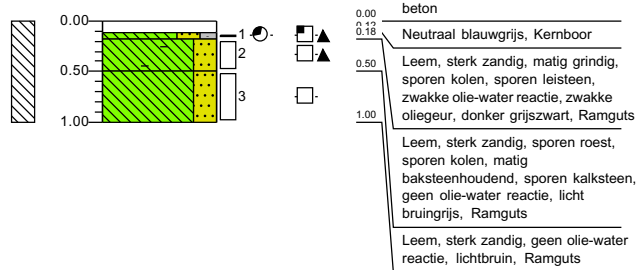 0.00
0.50
1.00
1
2
3
0.00
0.12
0.18
0.50
1.00
beton
Neutraal blauwgrijs, Kernboor
Leem, sterk zandig, matig grindig,
sporen kolen, sporen leisteen,
zwakke olie-water reactie, zwakke
oliegeur, donker grijszwart, Ramguts
Leem, sterk zandig, sporen roest,
sporen kolen, matig
baksteenhoudend, sporen kalksteen,
geen olie-water reactie, licht
bruingrijs, Ramguts
Leem, sterk zandig, geen olie-water
reactie, lichtbruin, Ramguts